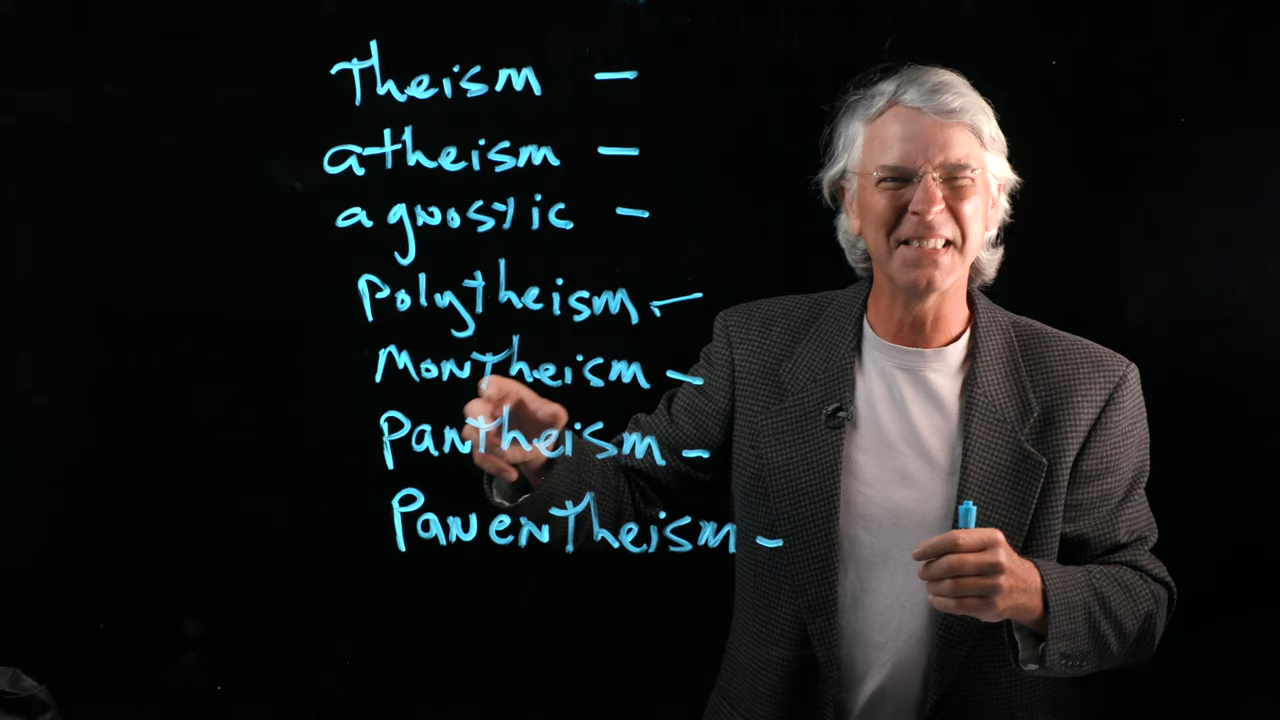 Theism -
atheism -
agnostic -
Polytheism -
Montheism -
Pantheism -
Panentheism -